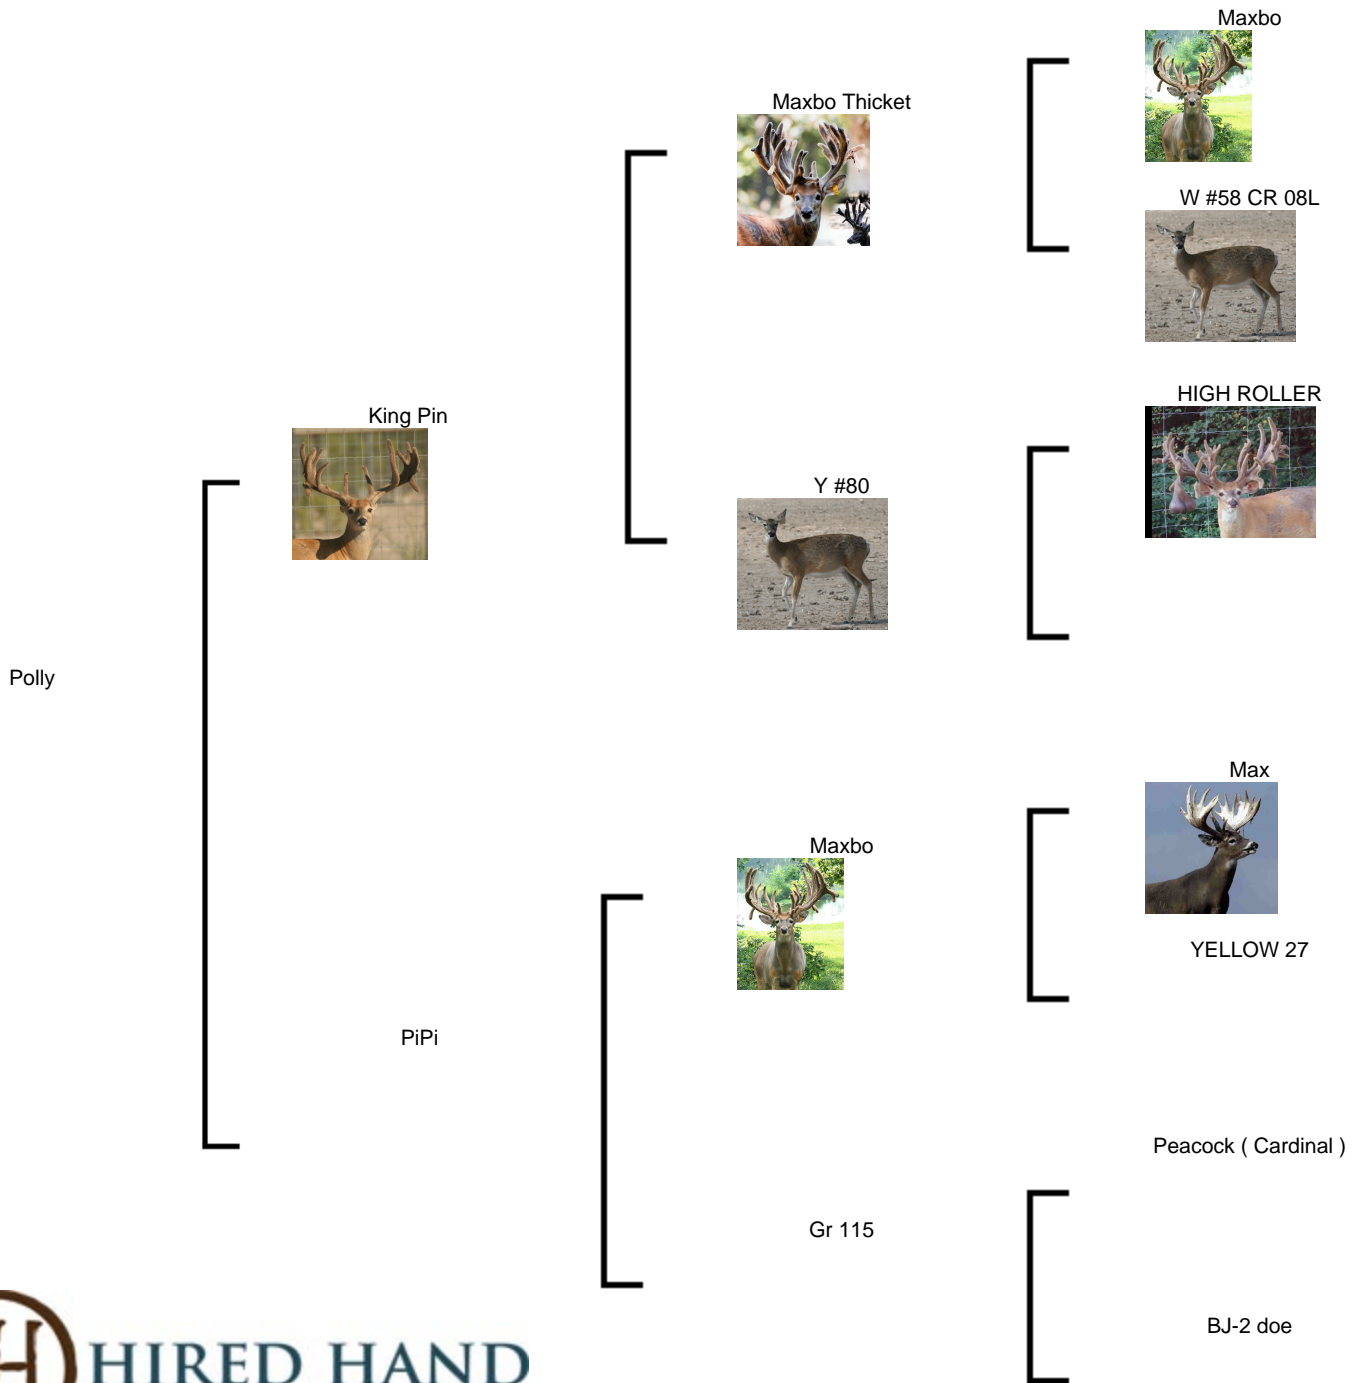 Maxbo
Maxbo Thicket
W #58 CR 08L
HIGH ROLLER
King Pin
Y #80
Polly
Max
Maxbo
YELLOW 27
PiPi
Peacock ( Cardinal )
Gr 115
BJ-2 doe
H HIRED HAND